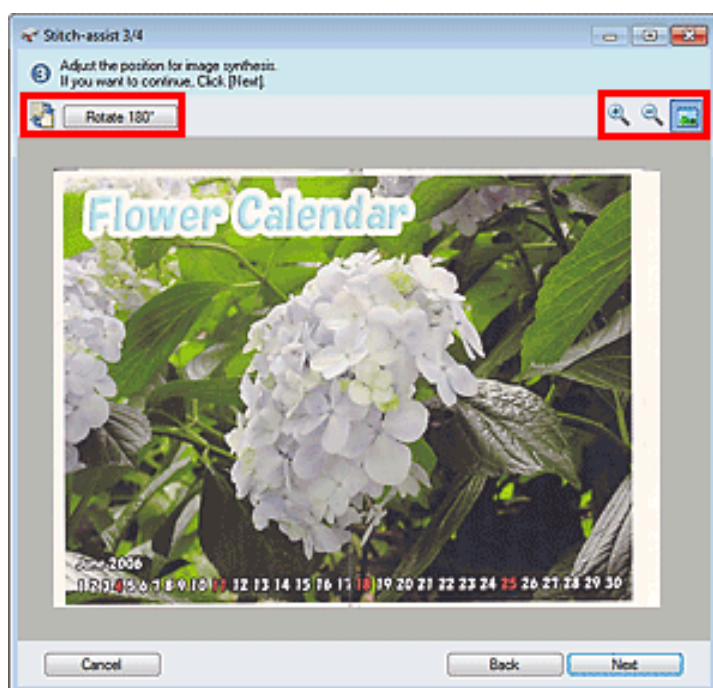 Stitch-assist 3/4
3
Adjust the position for image synthesis.
If you want to continue, Click [Next].
Rotate 180°
Flower Calendar
June 2006
1 2 3 4 5 6 7 8 9 10 11 12 13 14 15 16 17 18 19 20 21 22 23 24 25 26 27 28 29 30
Cancel Back Next